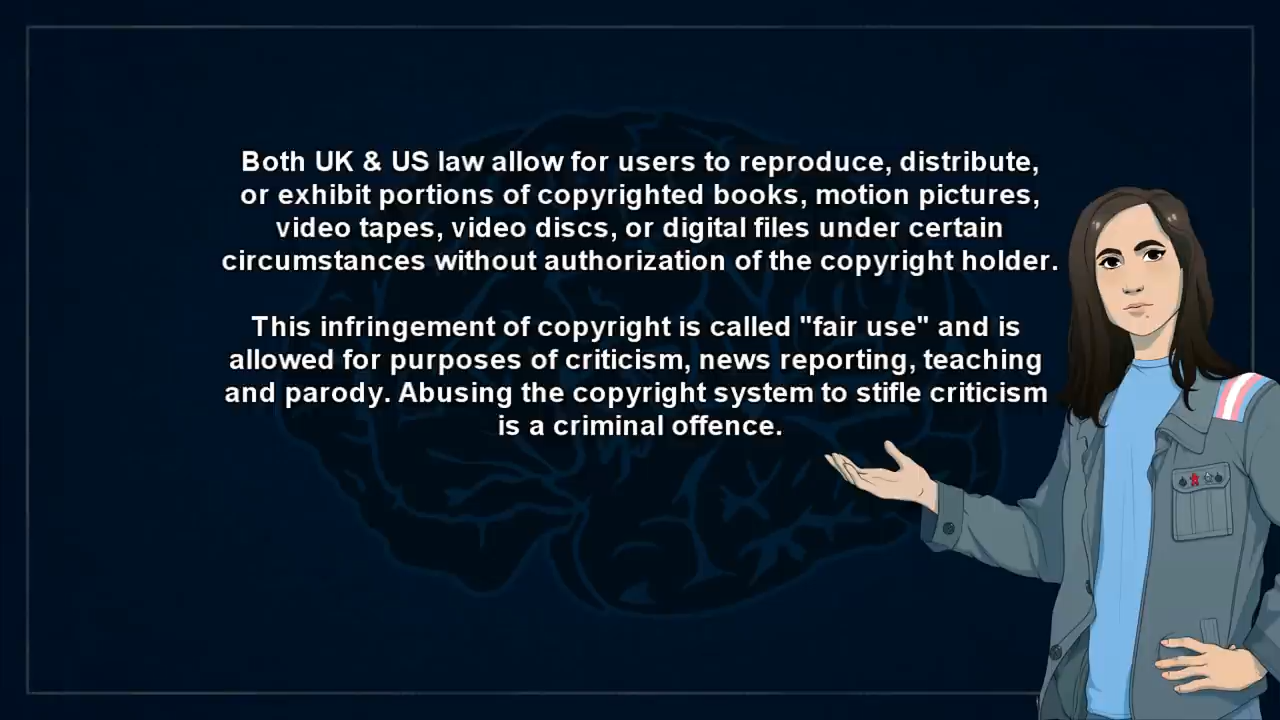 Both UK & US law allow for users to reproduce, distribute,
or exhibit portions of copyrighted books, motion pictures,
video tapes, video discs, or digital files under certain
circumstances without authorization of the copyright holder.
This infringement of copyright is called "fair use" and is
allowed for purposes of criticism, news reporting, teaching
and parody. Abusing the copyright system to stifle criticism
is a criminal offence.